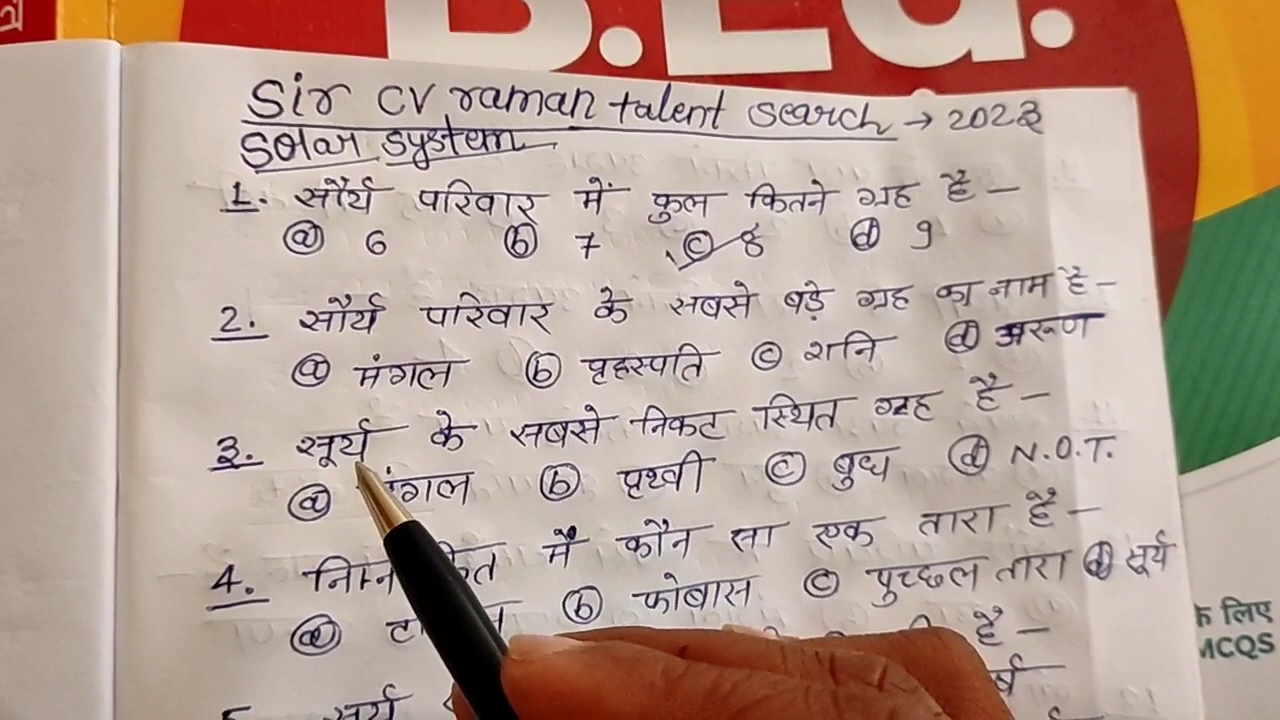 B.Ed.
Sir CV raman talent search → 2023
Solar system
1. सौर्य परिवार में कुल कितने ग्रह है –
ⓐ 6 ⓑ 7 ⓒ 8 ⓓ 9
2. सौर्य परिवार के सबसे बड़े ग्रह का नाम है –
ⓐ मंगल ⓑ वृहस्पति ⓒ शनि ⓓ अरूण
3. सूर्य के सबसे निकट स्थित ग्रह है –
ⓐ मंगल ⓑ पृथ्वी ⓒ बुध ⓓ N.O.T.
4. में कौन सा एक तारा है –
ⓐ ⓑ फोबास ⓒ पुच्छल तारा ⓓ सूर्य
है –
5. सूर्य
के लिए
MCQS